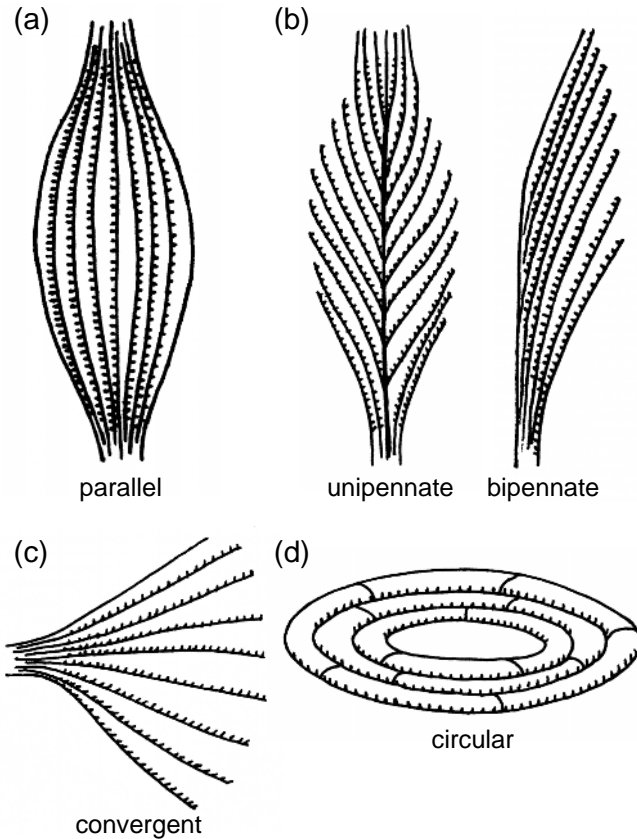 (a)
(b)
parallel
unipennate
bipennate
(c)
(d)
circular
convergent